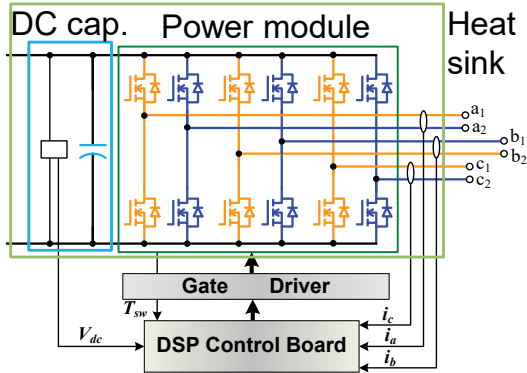 DC cap.
Power module
Heat
sink
a1
a2
b1
b2
c1
c2
Gate Driver
Tsw
Vdc
DSP Control Board
ic
ia
ib